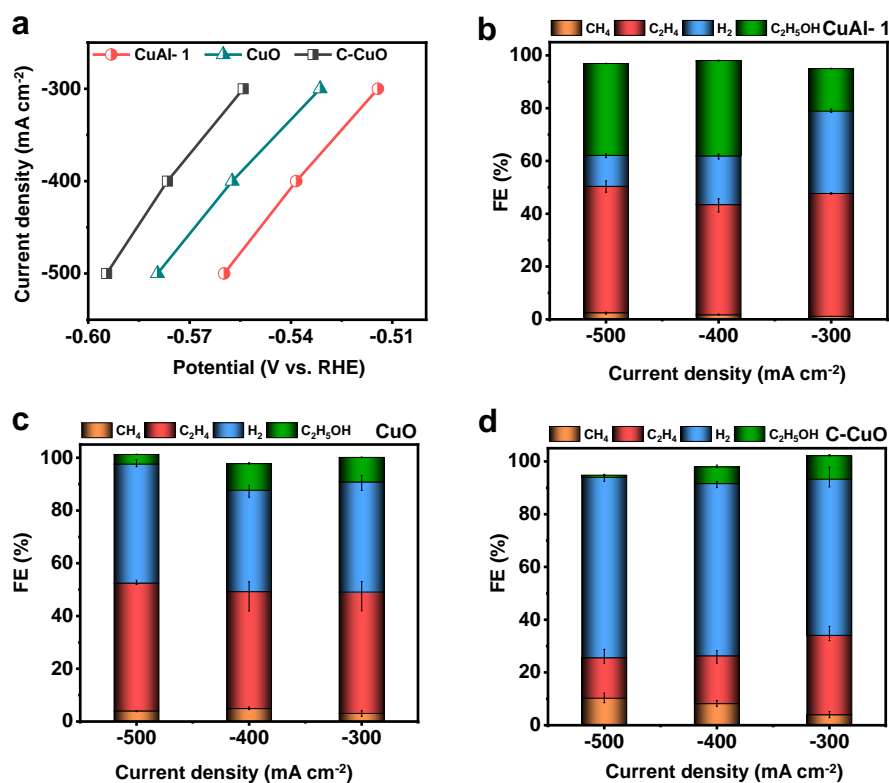 a
CuAl- 1 CuO C-CuO
-300
-400
-500
Current density (mA cm⁻²)
-0.60 -0.57 -0.54 -0.51
Potential (V vs. RHE)
b
CH₄ C₂H₄ H₂ C₂H₅OH CuAl- 1
100
80
60
40
20
0
FE (%)
-500 -400 -300
Current density (mA cm⁻²)
c
CH₄ C₂H₄ H₂ C₂H₅OH CuO
100
80
60
40
20
0
FE (%)
-500 -400 -300
Current density (mA cm⁻²)
d
CH₄ C₂H₄ H₂ C₂H₅OH C-CuO
100
80
60
40
20
0
FE (%)
-500 -400 -300
Current density (mA cm⁻²)